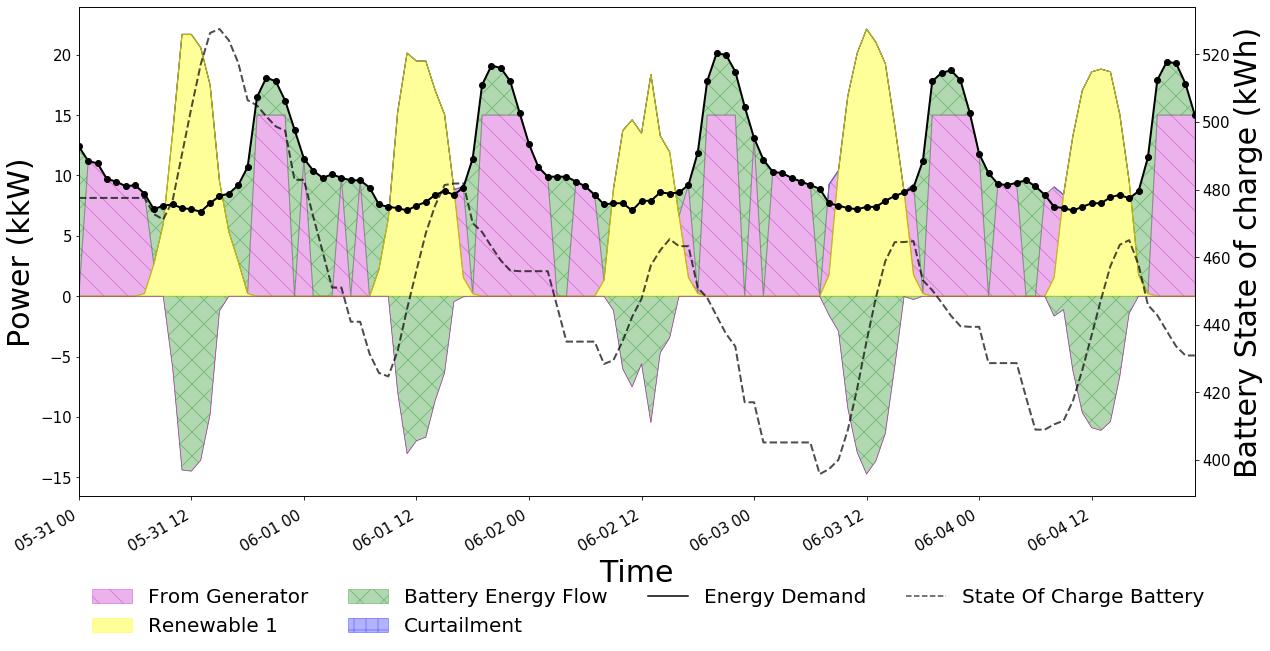 Power (kkW)
20
15
10
5
0
−5
−10
−15
520
500
480
460
440
420
400
Battery State of charge (kWh)
05-31 00
05-31 12
06-01 00
06-01 12
06-02 00
06-02 12
06-03 00
06-03 12
06-04 00
06-04 12
Time
From Generator
Battery Energy Flow
Energy Demand
State Of Charge Battery
Renewable 1
Curtailment